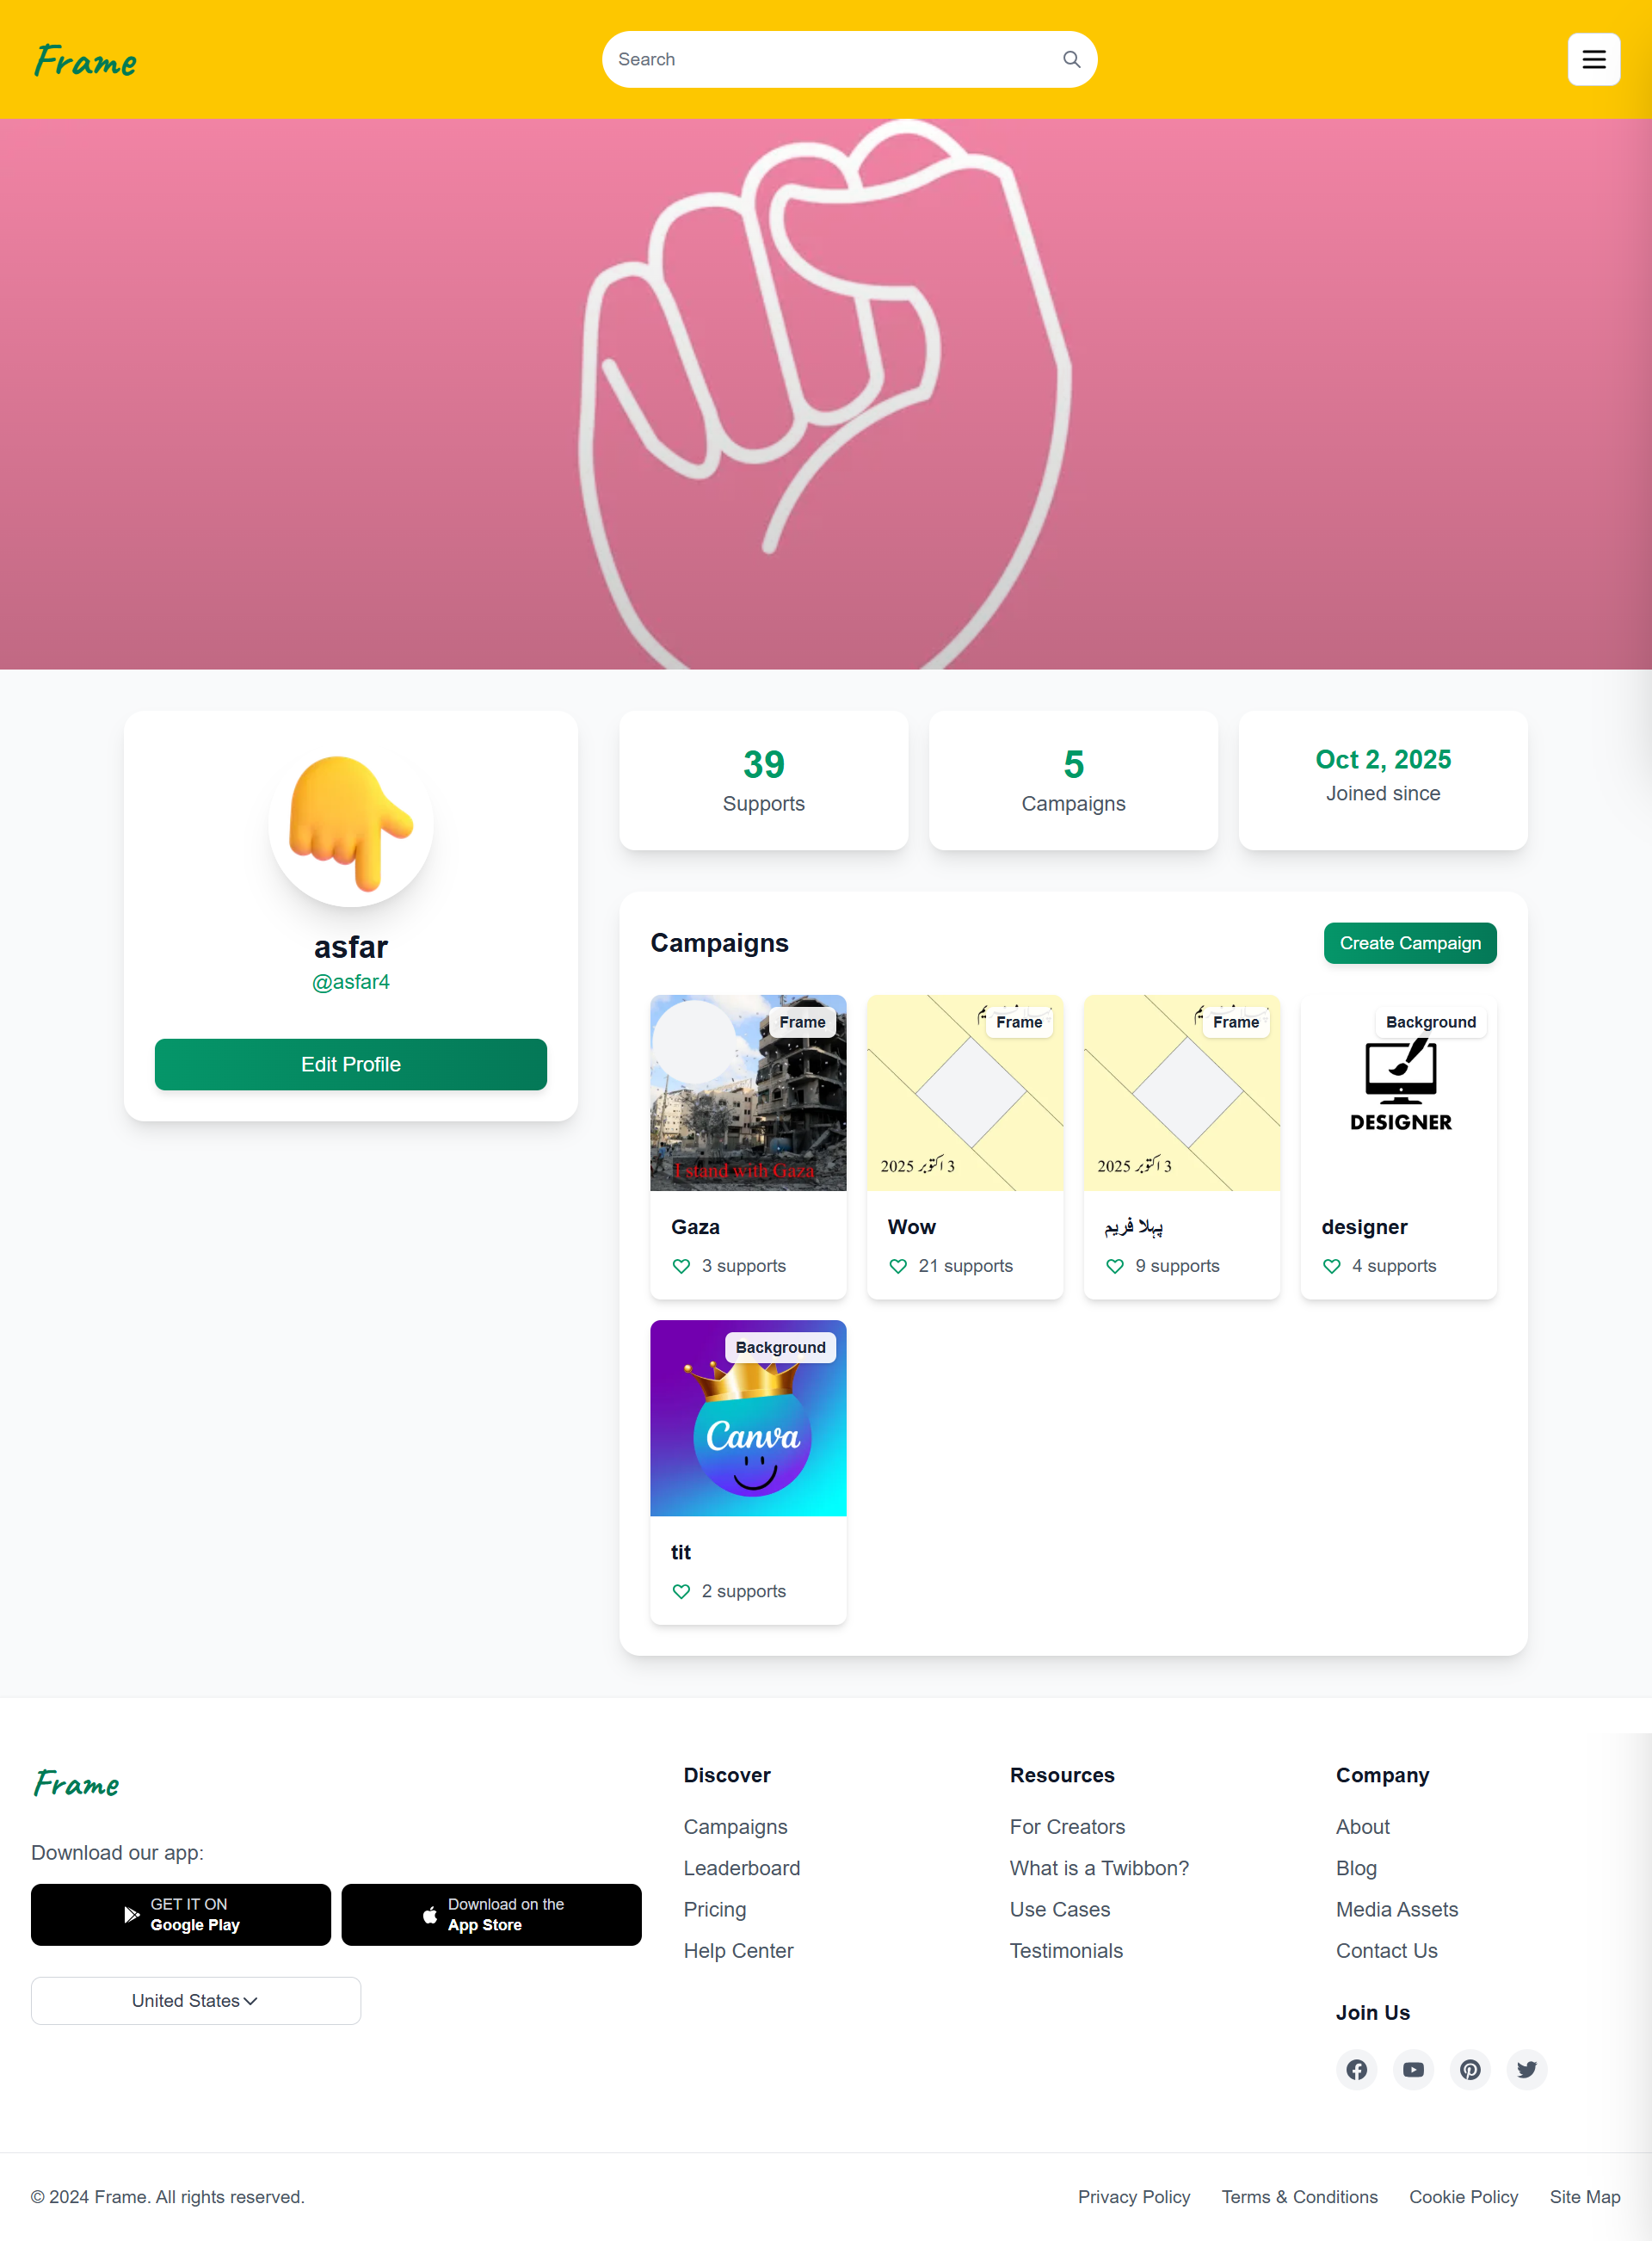 Frame
Search
39
Supports
5
Campaigns
Oct 2, 2025
Joined since
asfar
@asfar4
Edit Profile
Campaigns
Create Campaign
Frame
I stand with Gaza
Gaza
3 supports
Frame
3 اکتوبر 2025
Wow
21 supports
Frame
3 اکتوبر 2025
پہلا فریم
9 supports
Background
DESIGNER
designer
4 supports
Background
Canva
tit
2 supports
Frame
Download our app:
GET IT ON
Google Play
Download on the
App Store
United States
Discover
Campaigns
Leaderboard
Pricing
Help Center
Resources
For Creators
What is a Twibbon?
Use Cases
Testimonials
Company
About
Blog
Media Assets
Contact Us
Join Us
© 2024 Frame. All rights reserved.
Privacy Policy
Terms & Conditions
Cookie Policy
Site Map